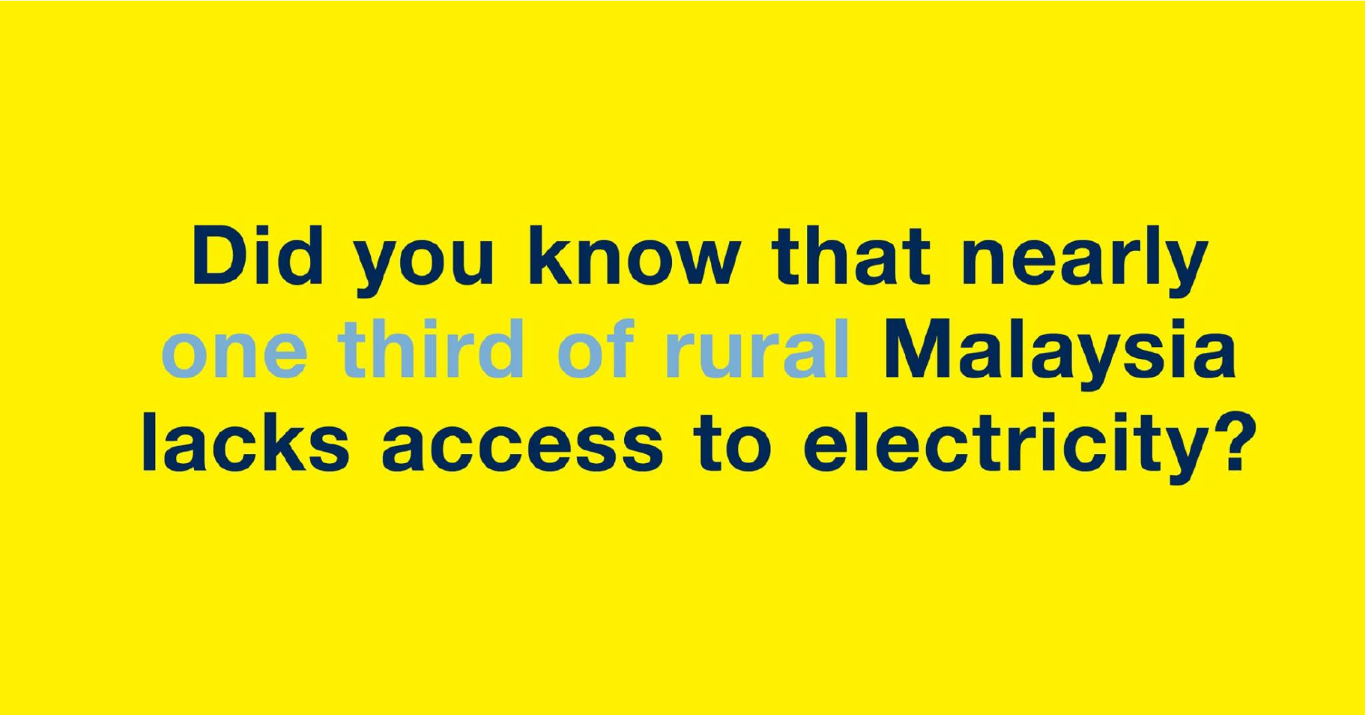 Did you know that nearly
one third of rural Malaysia
lacks access to electricity?